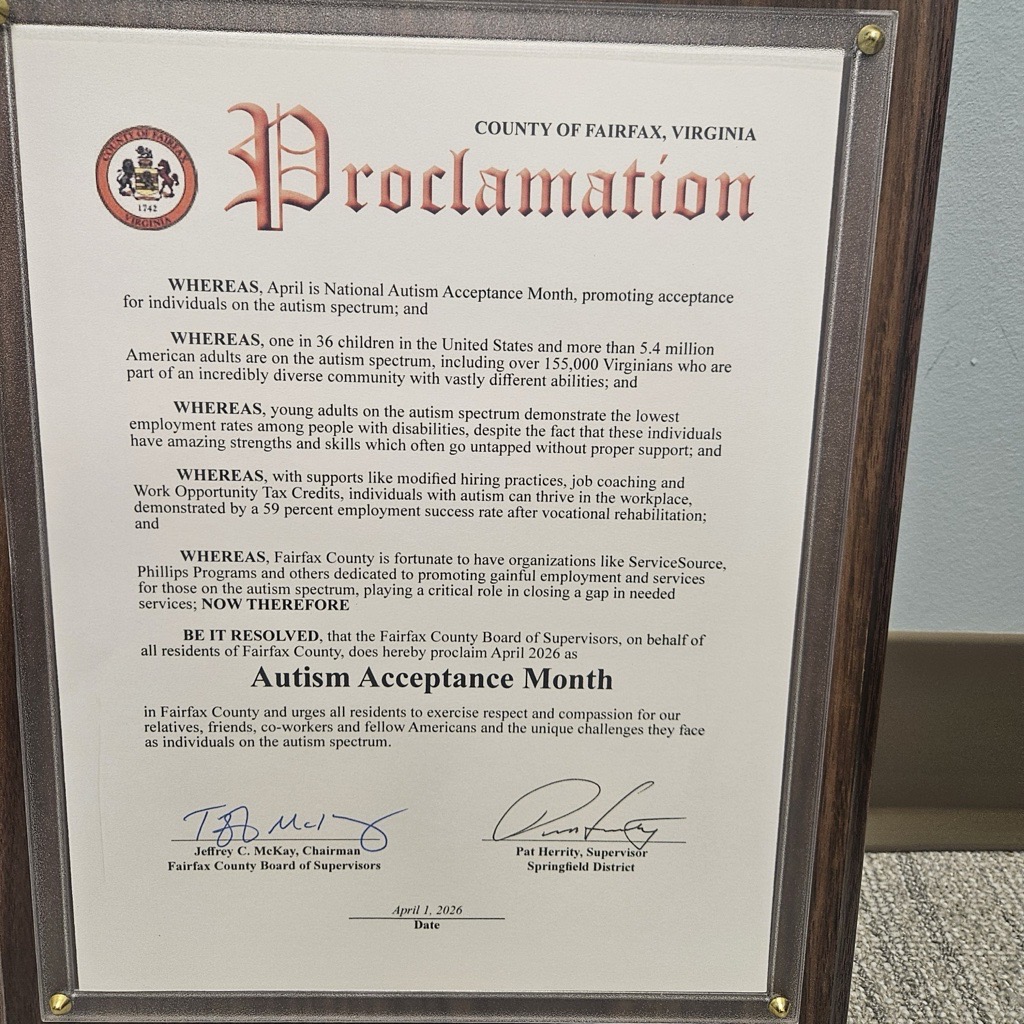 COUNTY OF FAIRFAX
1742
VIRGINIA
COUNTY OF FAIRFAX, VIRGINIA
Proclamation
WHEREAS, April is National Autism Acceptance Month, promoting acceptance
for individuals on the autism spectrum; and
WHEREAS, one in 36 children in the United States and more than 5.4 million
American adults are on the autism spectrum, including over 155,000 Virginians who are
part of an incredibly diverse community with vastly different abilities; and
WHEREAS, young adults on the autism spectrum demonstrate the lowest
employment rates among people with disabilities, despite the fact that these individuals
have amazing strengths and skills which often go untapped without proper support; and
WHEREAS, with supports like modified hiring practices, job coaching and
Work Opportunity Tax Credits, individuals with autism can thrive in the workplace,
demonstrated by a 59 percent employment success rate after vocational rehabilitation;
and
WHEREAS, Fairfax County is fortunate to have organizations like ServiceSource,
Phillips Programs and others dedicated to promoting gainful employment and services
for those on the autism spectrum, playing a critical role in closing a gap in needed
services; NOW THEREFORE
BE IT RESOLVED, that the Fairfax County Board of Supervisors, on behalf of
all residents of Fairfax County, does hereby proclaim April 2026 as
Autism Acceptance Month
in Fairfax County and urges all residents to exercise respect and compassion for our
relatives, friends, co-workers and fellow Americans and the unique challenges they face
as individuals on the autism spectrum.
Jeffrey C. McKay, Chairman
Fairfax County Board of Supervisors
Pat Herrity, Supervisor
Springfield District
April 1, 2026
Date